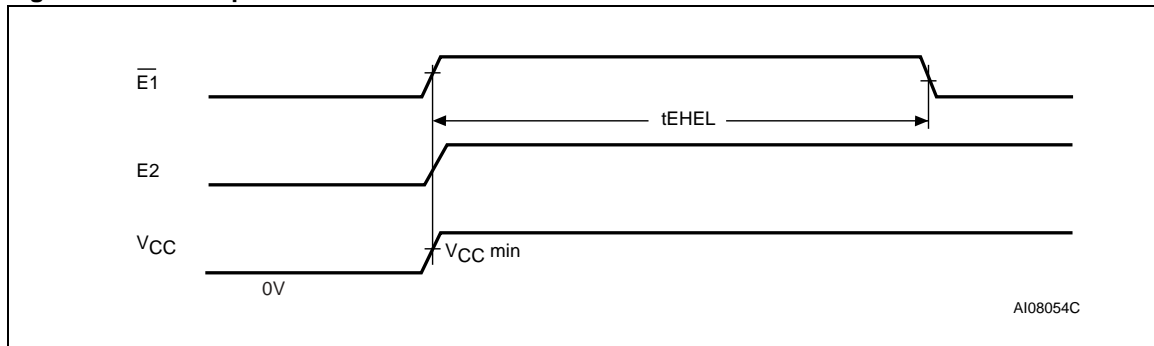 E1
tEHEL
E2
VCC
VCC min
0V
AI08054C